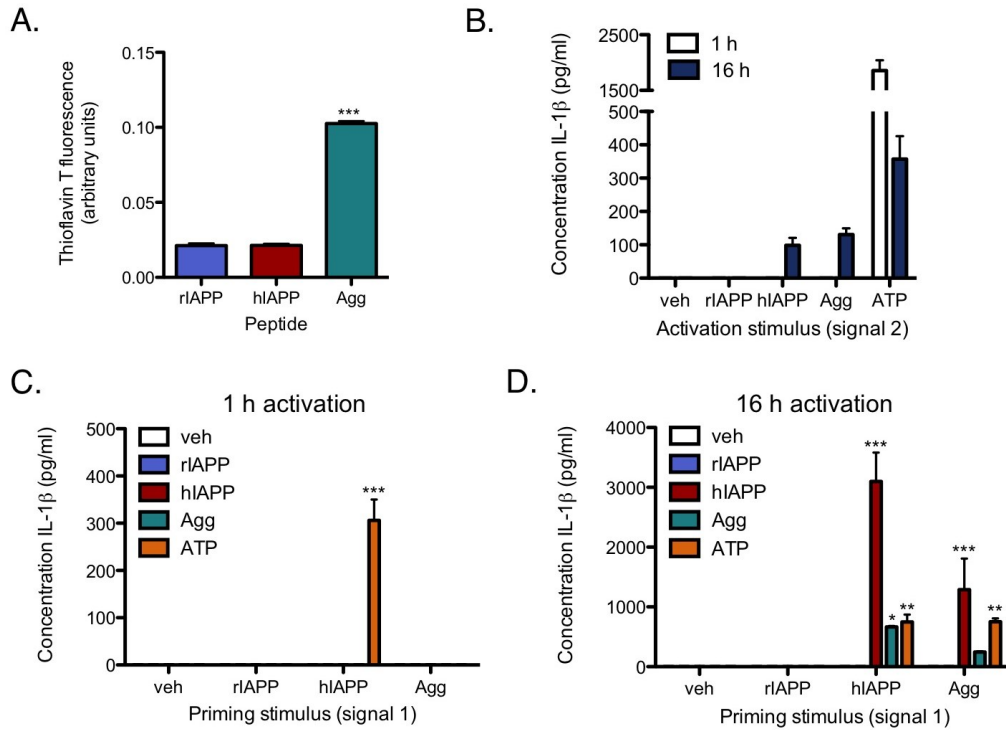 A.
Thioflavin T fluorescence
(arbitrary units)
0.15
0.10
0.05
0.00
***
rIAPP hIAPP Agg
Peptide
B.
Concentration IL-1β (pg/ml)
2500
1500
500
400
300
200
100
0
1 h
16 h
veh rIAPP hIAPP Agg ATP
Activation stimulus (signal 2)
C.
1 h activation
Concentration IL-1β (pg/ml)
500
400
300
200
100
0
veh
rIAPP
hIAPP
Agg
ATP
***
veh rIAPP hIAPP Agg
Priming stimulus (signal 1)
D.
16 h activation
Concentration IL-1β (pg/ml)
4000
3000
2000
1000
0
veh
rIAPP
hIAPP
Agg
ATP
***
* **
***
**
veh rIAPP hIAPP Agg
Priming stimulus (signal 1)